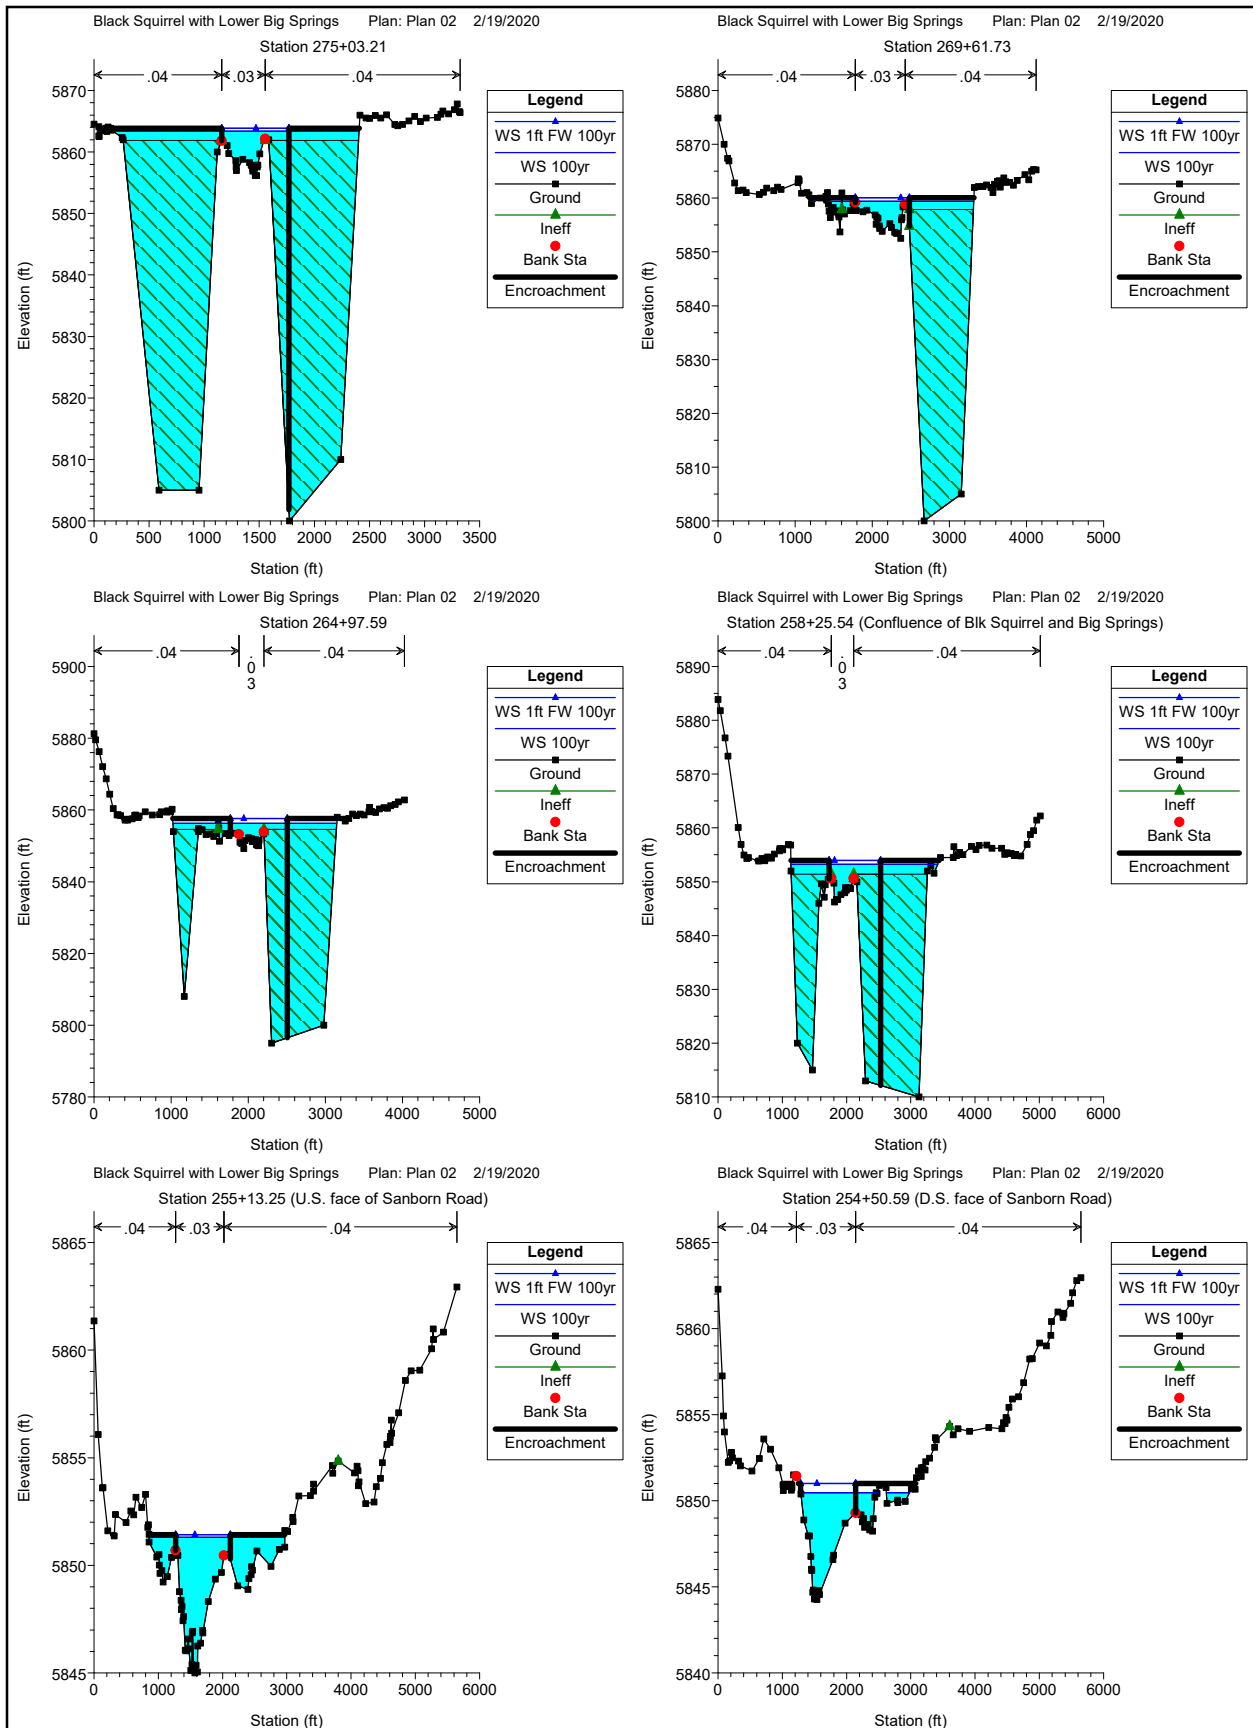 Black Squirrel with Lower Big Springs Plan: Plan 02 2/19/2020
Station 275+03.21
.04 .03 .04
5870
5860
5850
5840
5830
5820
5810
5800
Elevation (ft)
0 500 1000 1500 2000 2500 3000 3500
Station (ft)
Legend
WS 1ft FW 100yr
WS 100yr
Ground
Ineff
Bank Sta
Encroachment
Black Squirrel with Lower Big Springs Plan: Plan 02 2/19/2020
Station 269+61.73
.04 .03 .04
5880
5870
5860
5850
5840
5830
5820
5810
5800
Elevation (ft)
0 1000 2000 3000 4000 5000
Station (ft)
Legend
WS 1ft FW 100yr
WS 100yr
Ground
Ineff
Bank Sta
Encroachment
Black Squirrel with Lower Big Springs Plan: Plan 02 2/19/2020
Station 264+97.59
.04 .03 .04
5900
5880
5860
5840
5820
5800
5780
Elevation (ft)
0 1000 2000 3000 4000 5000
Station (ft)
Legend
WS 1ft FW 100yr
WS 100yr
Ground
Ineff
Bank Sta
Encroachment
Black Squirrel with Lower Big Springs Plan: Plan 02 2/19/2020
Station 258+25.54 (Confluence of Blk Squirrel and Big Springs)
.04 .03 .04
5890
5880
5870
5860
5850
5840
5830
5820
5810
Elevation (ft)
0 1000 2000 3000 4000 5000 6000
Station (ft)
Legend
WS 1ft FW 100yr
WS 100yr
Ground
Ineff
Bank Sta
Encroachment
Black Squirrel with Lower Big Springs Plan: Plan 02 2/19/2020
Station 255+13.25 (U.S. face of Sanborn Road)
.04 .03 .04
5865
5860
5855
5850
5845
Elevation (ft)
0 1000 2000 3000 4000 5000 6000
Station (ft)
Legend
WS 1ft FW 100yr
WS 100yr
Ground
Ineff
Bank Sta
Encroachment
Black Squirrel with Lower Big Springs Plan: Plan 02 2/19/2020
Station 254+50.59 (D.S. face of Sanborn Road)
.04 .03 .04
5865
5860
5855
5850
5845
5840
Elevation (ft)
0 1000 2000 3000 4000 5000 6000
Station (ft)
Legend
WS 1ft FW 100yr
WS 100yr
Ground
Ineff
Bank Sta
Encroachment